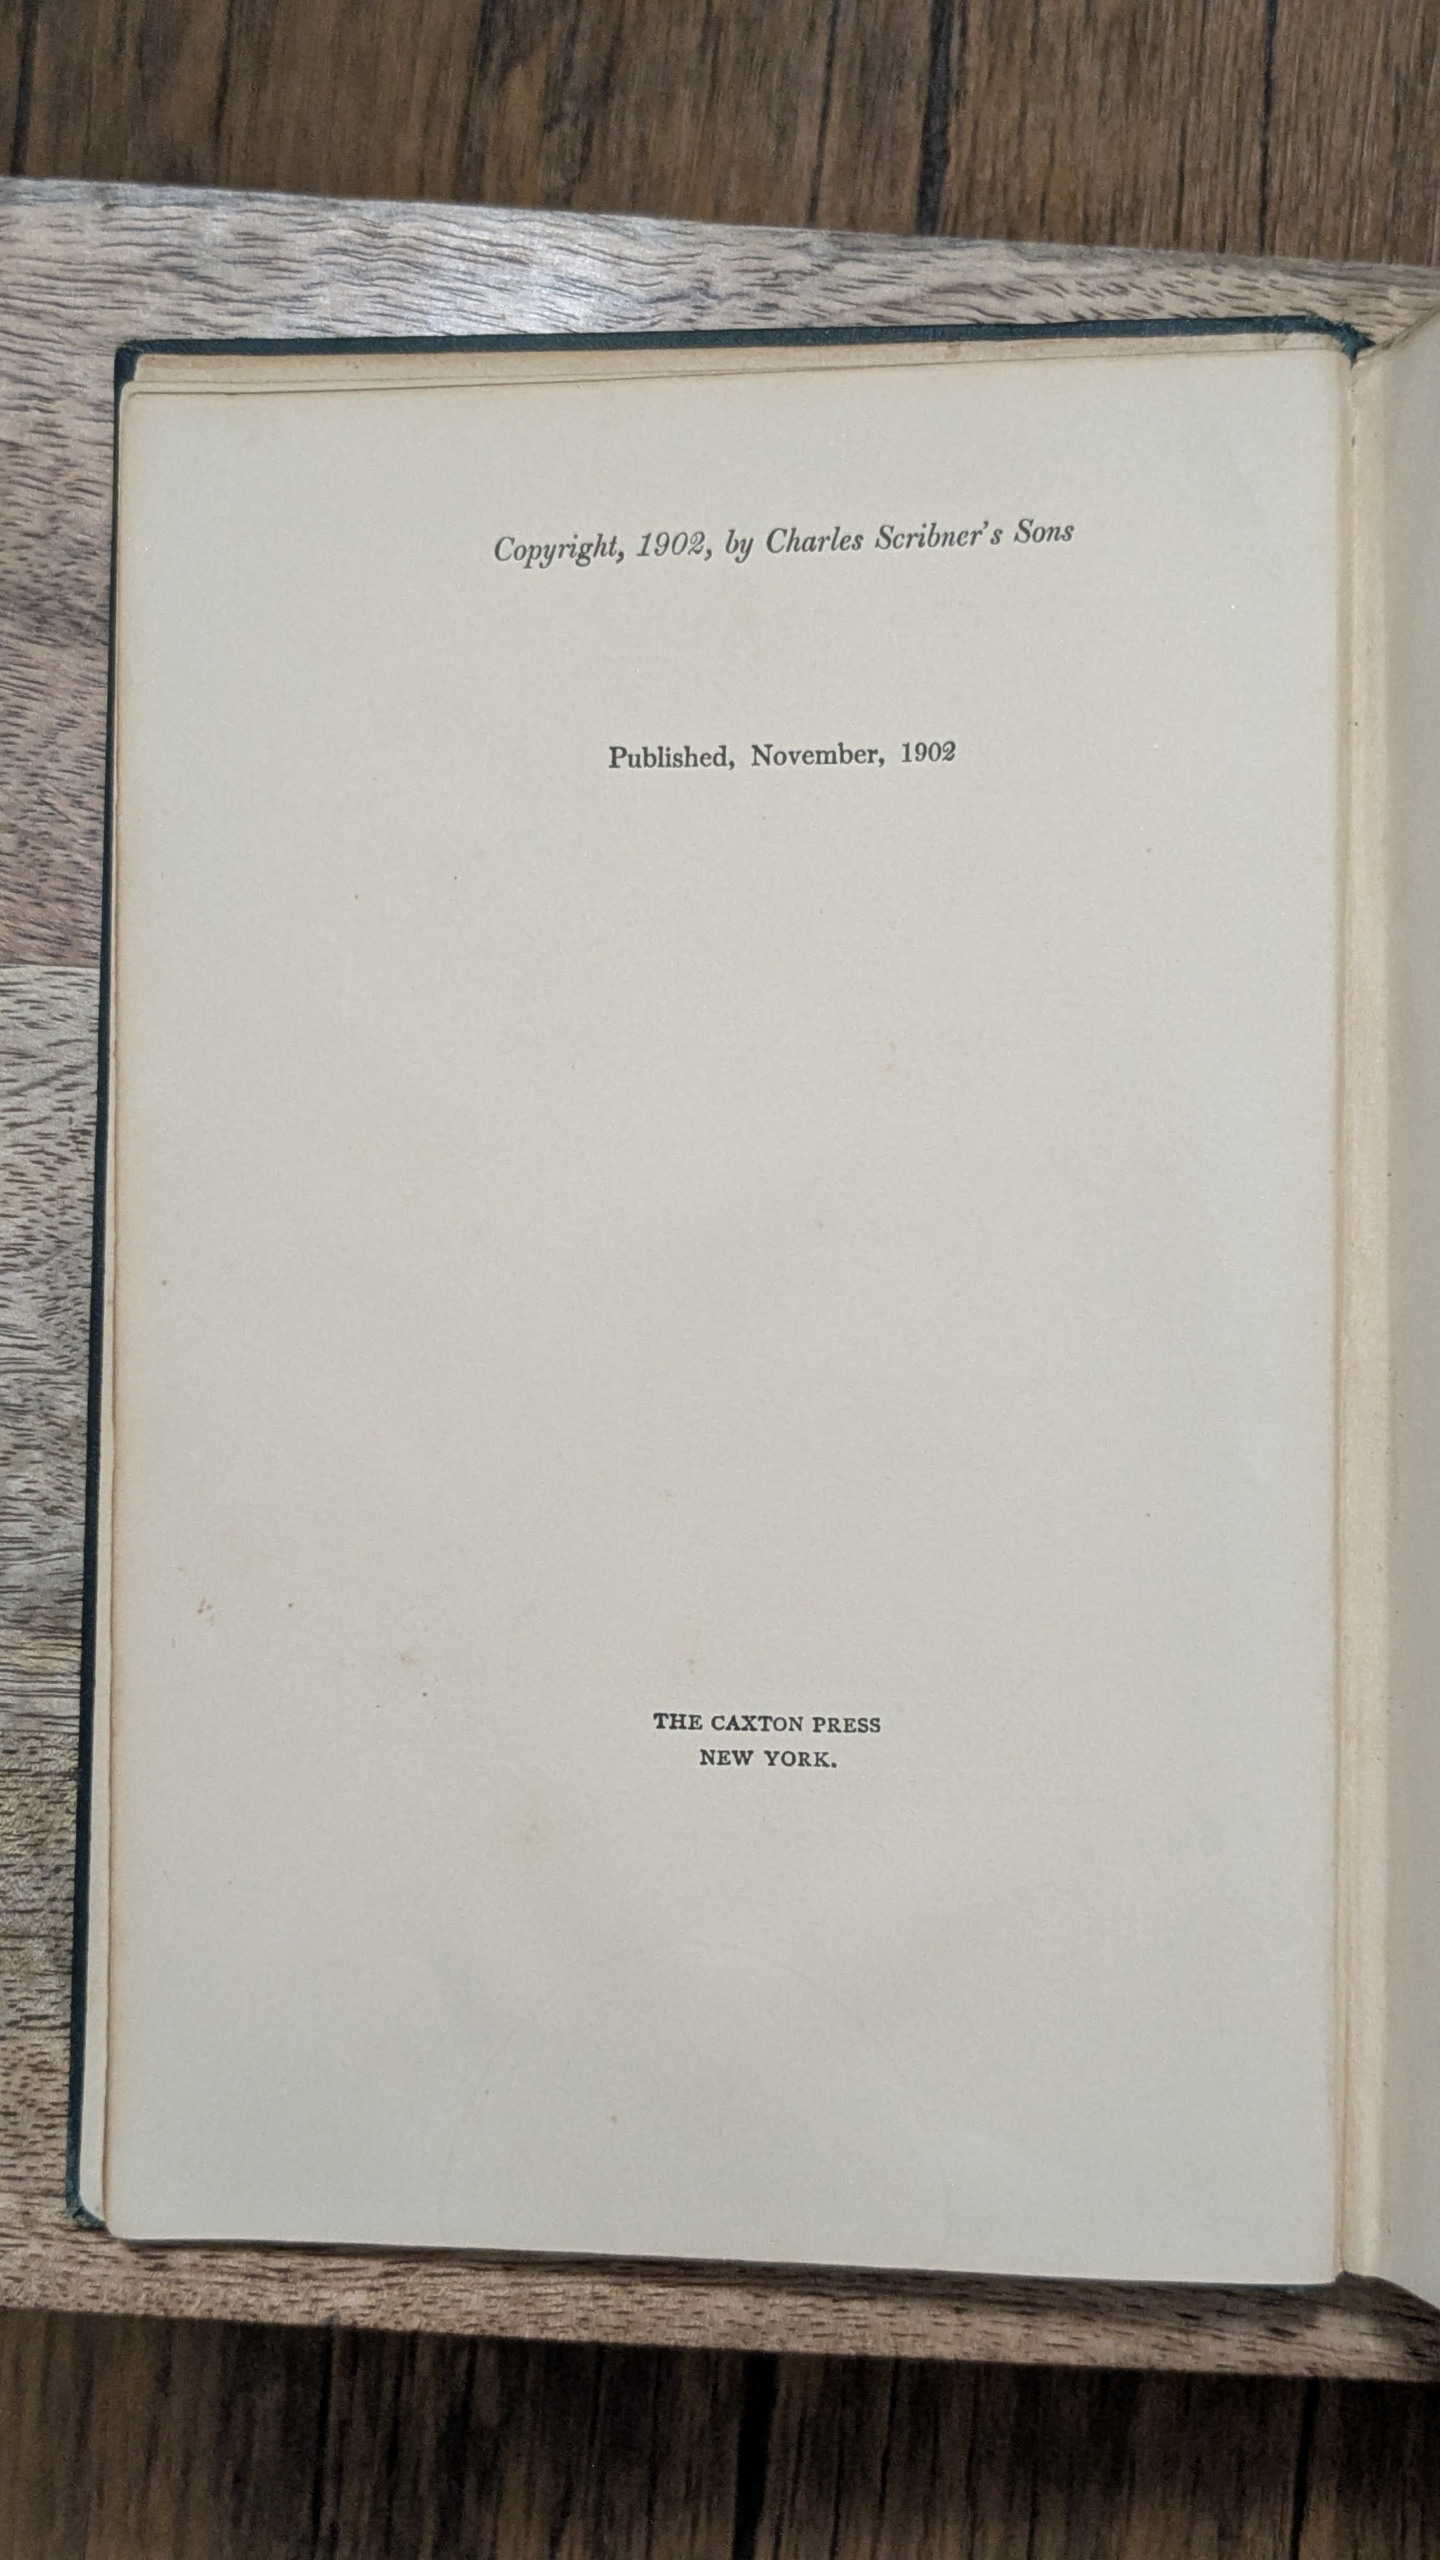 Copyright, 1902, by Charles Scribner's Sons
Published, November, 1902
THE CAXTON PRESS
NEW YORK.